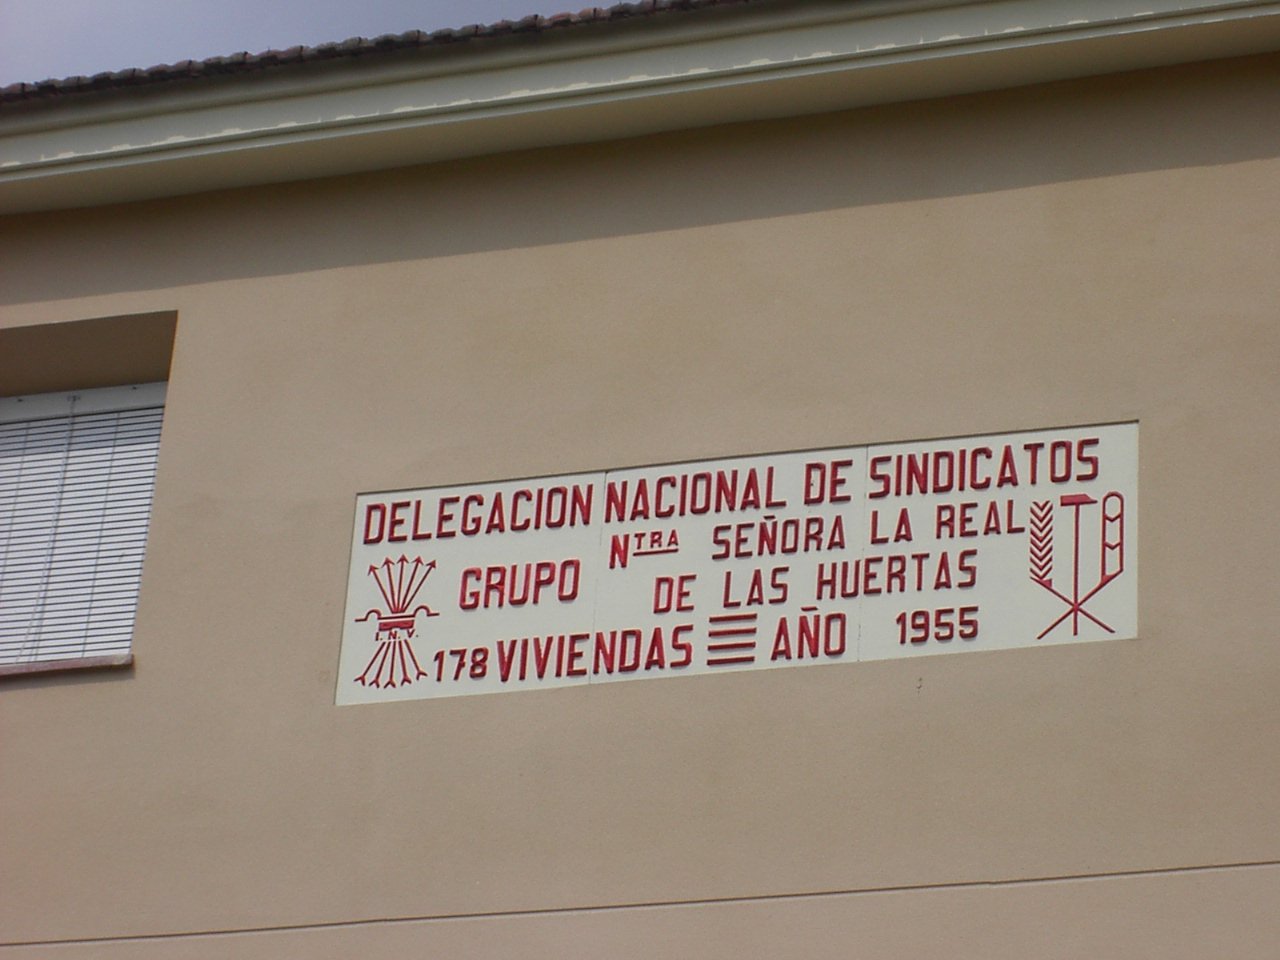 DELEGACION NACIONAL DE SINDICATOS
GRUPO NTRA SEÑORA LA REAL
DE LAS HUERTAS
I.N.V.
178 VIVIENDAS AÑO 1955